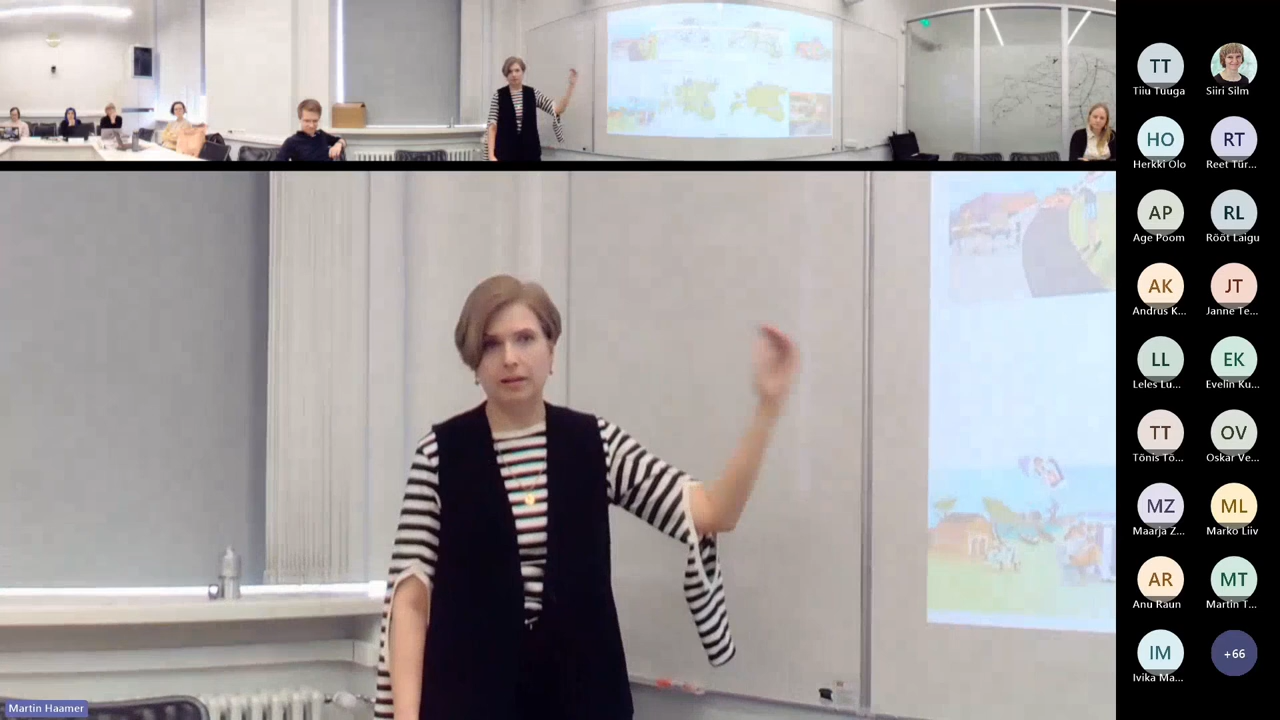 TT
Tiiu Tuuga
Siiri Silm
HO
Herkki Olo
RT
Reet Tür...
AP
Age Poom
RL
Rööt Laigu
AK
Andrus K...
JT
Janne Te...
LL
Leles Lu...
EK
Evelin Ku...
TT
Tõnis Tõ...
OV
Oskar Ve...
MZ
Maarja Z...
ML
Marko Liiv
AR
Anu Raun
MT
Martin T...
IM
Ivika Ma...
+66
Martin Haamer